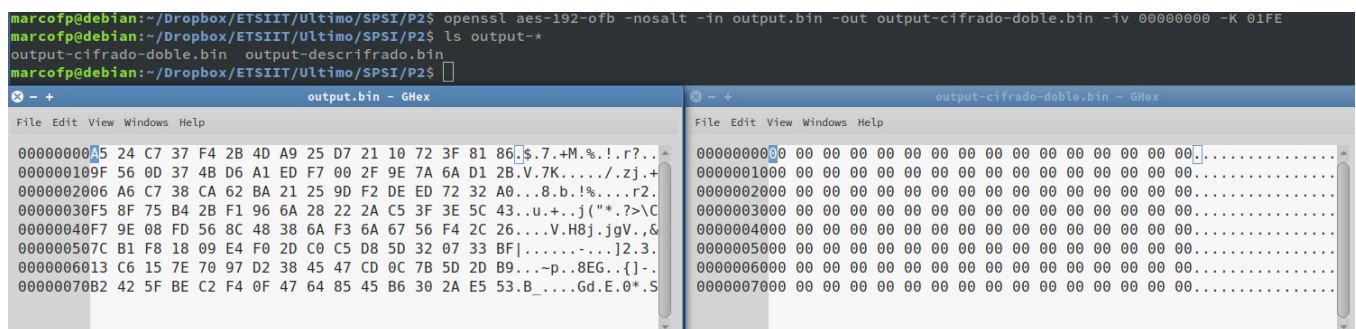 marcofp@debian:~/Dropbox/ETSIIT/Ultimo/SPSI/P2$ openssl aes-192-ofb -nosalt -in output.bin -out output-cifrado-doble.bin -iv 00000000 -K 01FE
marcofp@debian:~/Dropbox/ETSIIT/Ultimo/SPSI/P2$ ls output-*
output-cifrado-doble.bin output-descrifrado.bin
marcofp@debian:~/Dropbox/ETSIIT/Ultimo/SPSI/P2$
output.bin - GHex
File Edit View Windows Help
00000000A5 24 C7 37 F4 2B 4D A9 25 D7 21 10 72 3F 81 86.$.7.+M.%.!.r?..
000000109F 56 0D 37 4B D6 A1 ED F7 00 2F 9E 7A 6A D1 2B.V.7K...../.zj.+
0000002006 A6 C7 38 CA 62 BA 21 25 9D F2 DE ED 72 32 A0...8.b.!%....r2.
00000030F5 8F 75 B4 2B F1 96 6A 28 22 2A C5 3F 3E 5C 43..u.+..j("*.?>\C
00000040F7 9E 08 FD 56 8C 48 38 6A F3 6A 67 56 F4 2C 26....V.H8j.jgV.,&
000000507C B1 F8 18 09 E4 F0 2D C0 C5 D8 5D 32 07 33 BF|......-...]2.3.
0000006013 C6 15 7E 70 97 D2 38 45 47 CD 0C 7B 5D 2D B9...~p..8EG..{]-.
00000070B2 42 5F BE C2 F4 0F 47 64 85 45 B6 30 2A E5 53.B_....Gd.E.0*.S
output-cifrado-doble.bin - GHex
File Edit View Windows Help
0000000000 00 00 00 00 00 00 00 00 00 00 00 00 00 00 00................
0000001000 00 00 00 00 00 00 00 00 00 00 00 00 00 00 00................
0000002000 00 00 00 00 00 00 00 00 00 00 00 00 00 00 00................
0000003000 00 00 00 00 00 00 00 00 00 00 00 00 00 00 00................
0000004000 00 00 00 00 00 00 00 00 00 00 00 00 00 00 00................
0000005000 00 00 00 00 00 00 00 00 00 00 00 00 00 00 00................
0000006000 00 00 00 00 00 00 00 00 00 00 00 00 00 00 00................
0000007000 00 00 00 00 00 00 00 00 00 00 00 00 00 00 00................